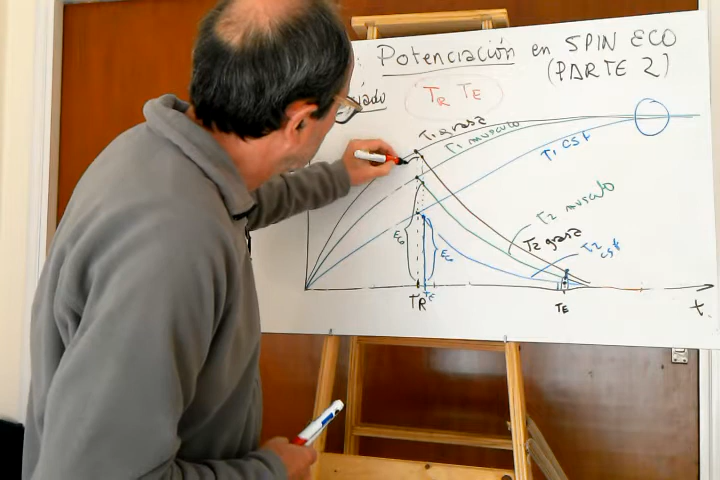 Potenciación en SPIN ECO
(PARTE 2)
TR TE
T1 grasa
T1 musculo
T1 CSF
T2 musculo
T2 grasa
T2 csf
TR
TE
TE
t